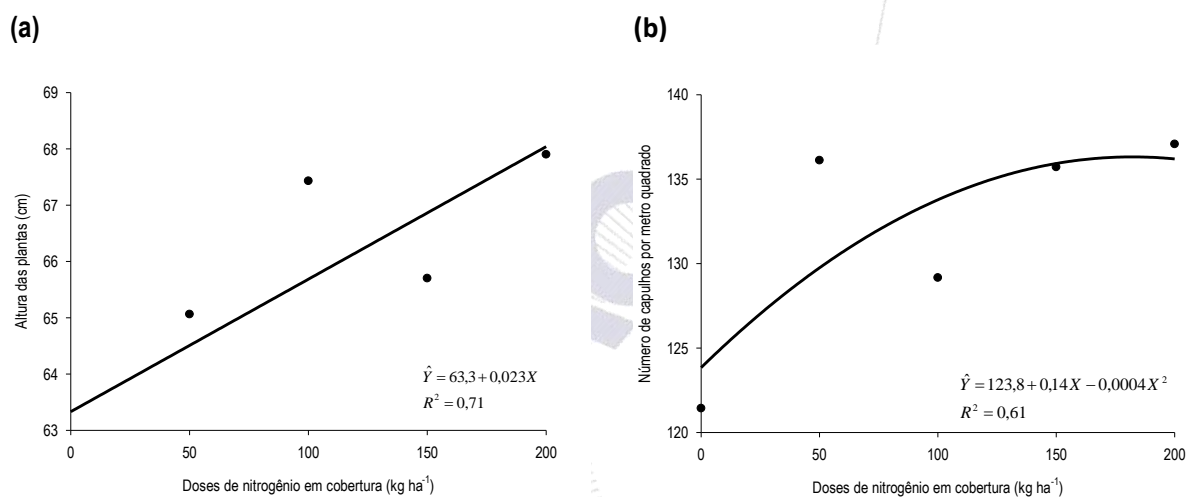 (a)
(b)
69
68
67
66
65
64
63
Altura das plantas (cm)
0 50 100 150 200
Doses de nitrogênio em cobertura (kg ha⁻¹)
Ŷ = 63,3 + 0,023X
R² = 0,71
140
135
130
125
120
Número de capulhos por metro quadrado
0 50 100 150 200
Doses de nitrogênio em cobertura (kg ha⁻¹)
Ŷ = 123,8 + 0,14X − 0,0004X²
R² = 0,61